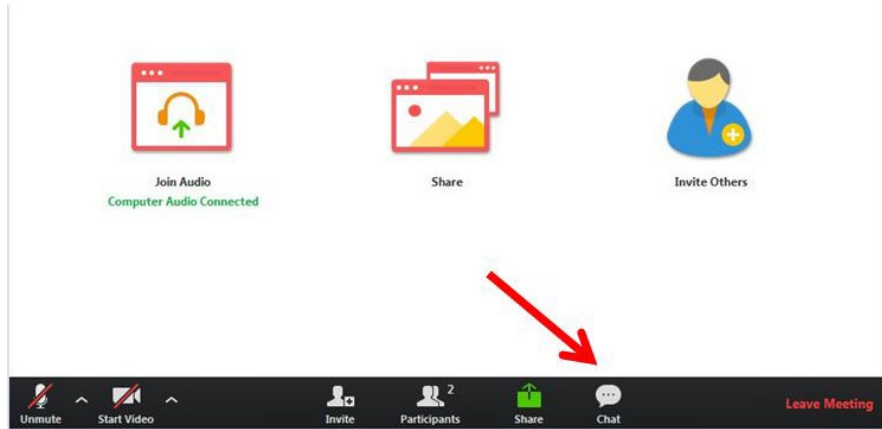 Join Audio
Computer Audio Connected
Share
Invite Others
Unmute
Start Video
Invite
Participants
2
Share
Chat
Leave Meeting